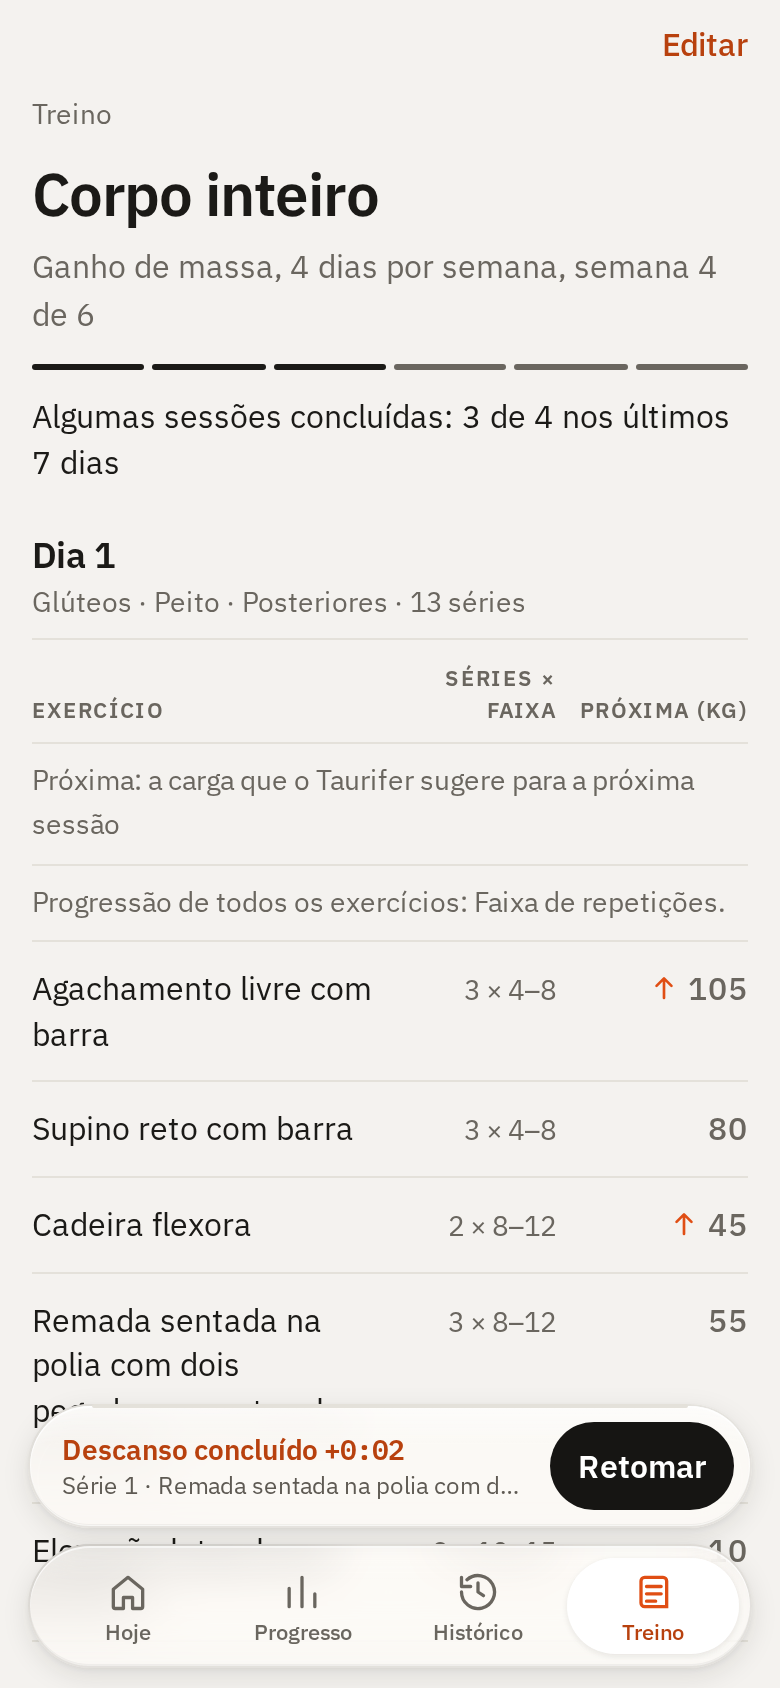 Editar
Treino
Corpo inteiro
Ganho de massa, 4 dias por semana, semana 4
de 6
Algumas sessões concluídas: 3 de 4 nos últimos
7 dias
Dia 1
Glúteos · Peito · Posteriores · 13 séries
EXERCÍCIO SÉRIES × FAIXA PRÓXIMA (KG)
Próxima: a carga que o Taurifer sugere para a próxima
sessão
Progressão de todos os exercícios: Faixa de repetições.
Agachamento livre com 3 × 4–8 ↑ 105
barra
Supino reto com barra 3 × 4–8 80
Cadeira flexora 2 × 8–12 ↑ 45
Remada sentada na 3 × 8–12 55
polia com dois
Descanso concluído +0:02
Série 1 · Remada sentada na polia com d...
Retomar
10
Hoje
Progresso
Histórico
Treino